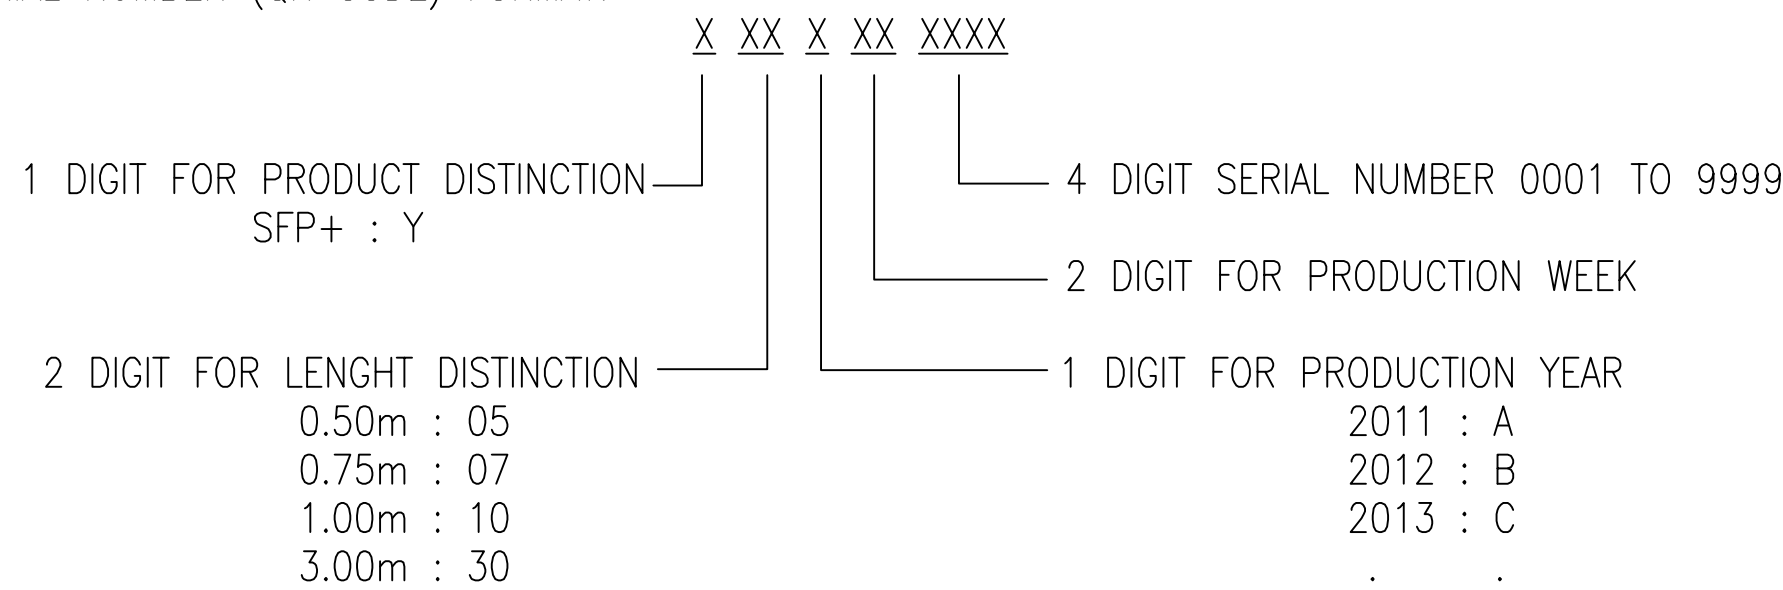 X XX X XX XXXX
1 DIGIT FOR PRODUCT DISTINCTION
SFP+ : Y
4 DIGIT SERIAL NUMBER 0001 TO 9999
2 DIGIT FOR PRODUCTION WEEK
2 DIGIT FOR LENGHT DISTINCTION
0.50m : 05
0.75m : 07
1.00m : 10
3.00m : 30
1 DIGIT FOR PRODUCTION YEAR
2011 : A
2012 : B
2013 : C
. .